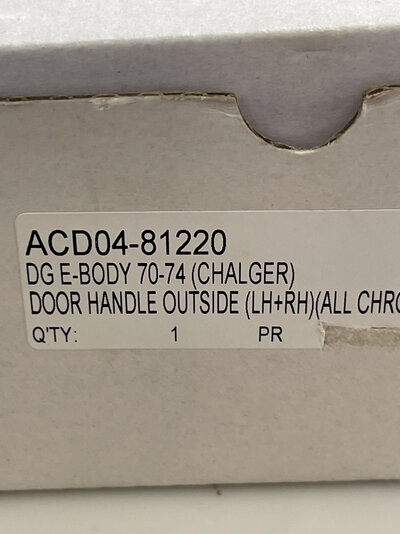 ACD04-81220
DG E-BODY 70-74 (CHALGER)
DOOR HANDLE OUTSIDE (LH+RH)(ALL
Q'TY: 1 PR